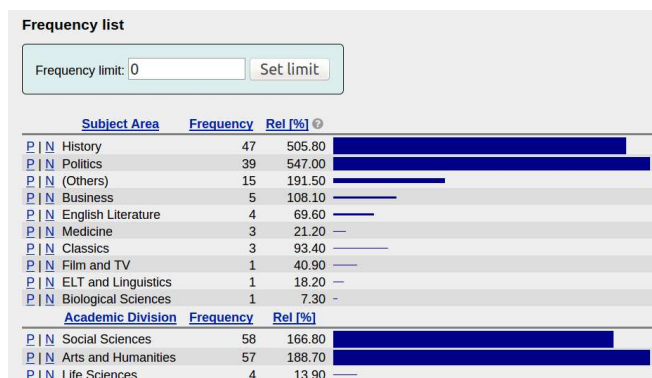 Frequency list
Frequency limit: 0 Set limit
Subject Area Frequency Rel [%] ?
P | N History 47 505.80
P | N Politics 39 547.00
P | N (Others) 15 191.50
P | N Business 5 108.10
P | N English Literature 4 69.60
P | N Medicine 3 21.20
P | N Classics 3 93.40
P | N Film and TV 1 40.90
P | N ELT and Linguistics 1 18.20
P | N Biological Sciences 1 7.30
Academic Division Frequency Rel [%]
P | N Social Sciences 58 166.80
P | N Arts and Humanities 57 188.70
P | N Life Sciences 4 13.90